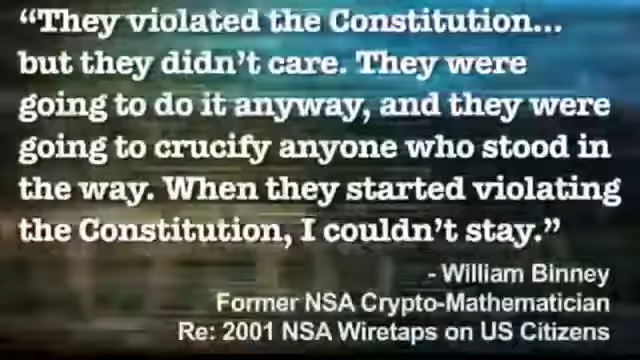 “They violated the Constitution...
but they didn’t care. They were
going to do it anyway, and they were
going to crucify anyone who stood in
the way. When they started violating
the Constitution, I couldn’t stay.”
- William Binney
Former NSA Crypto-Mathematician
Re: 2001 NSA Wiretaps on US Citizens